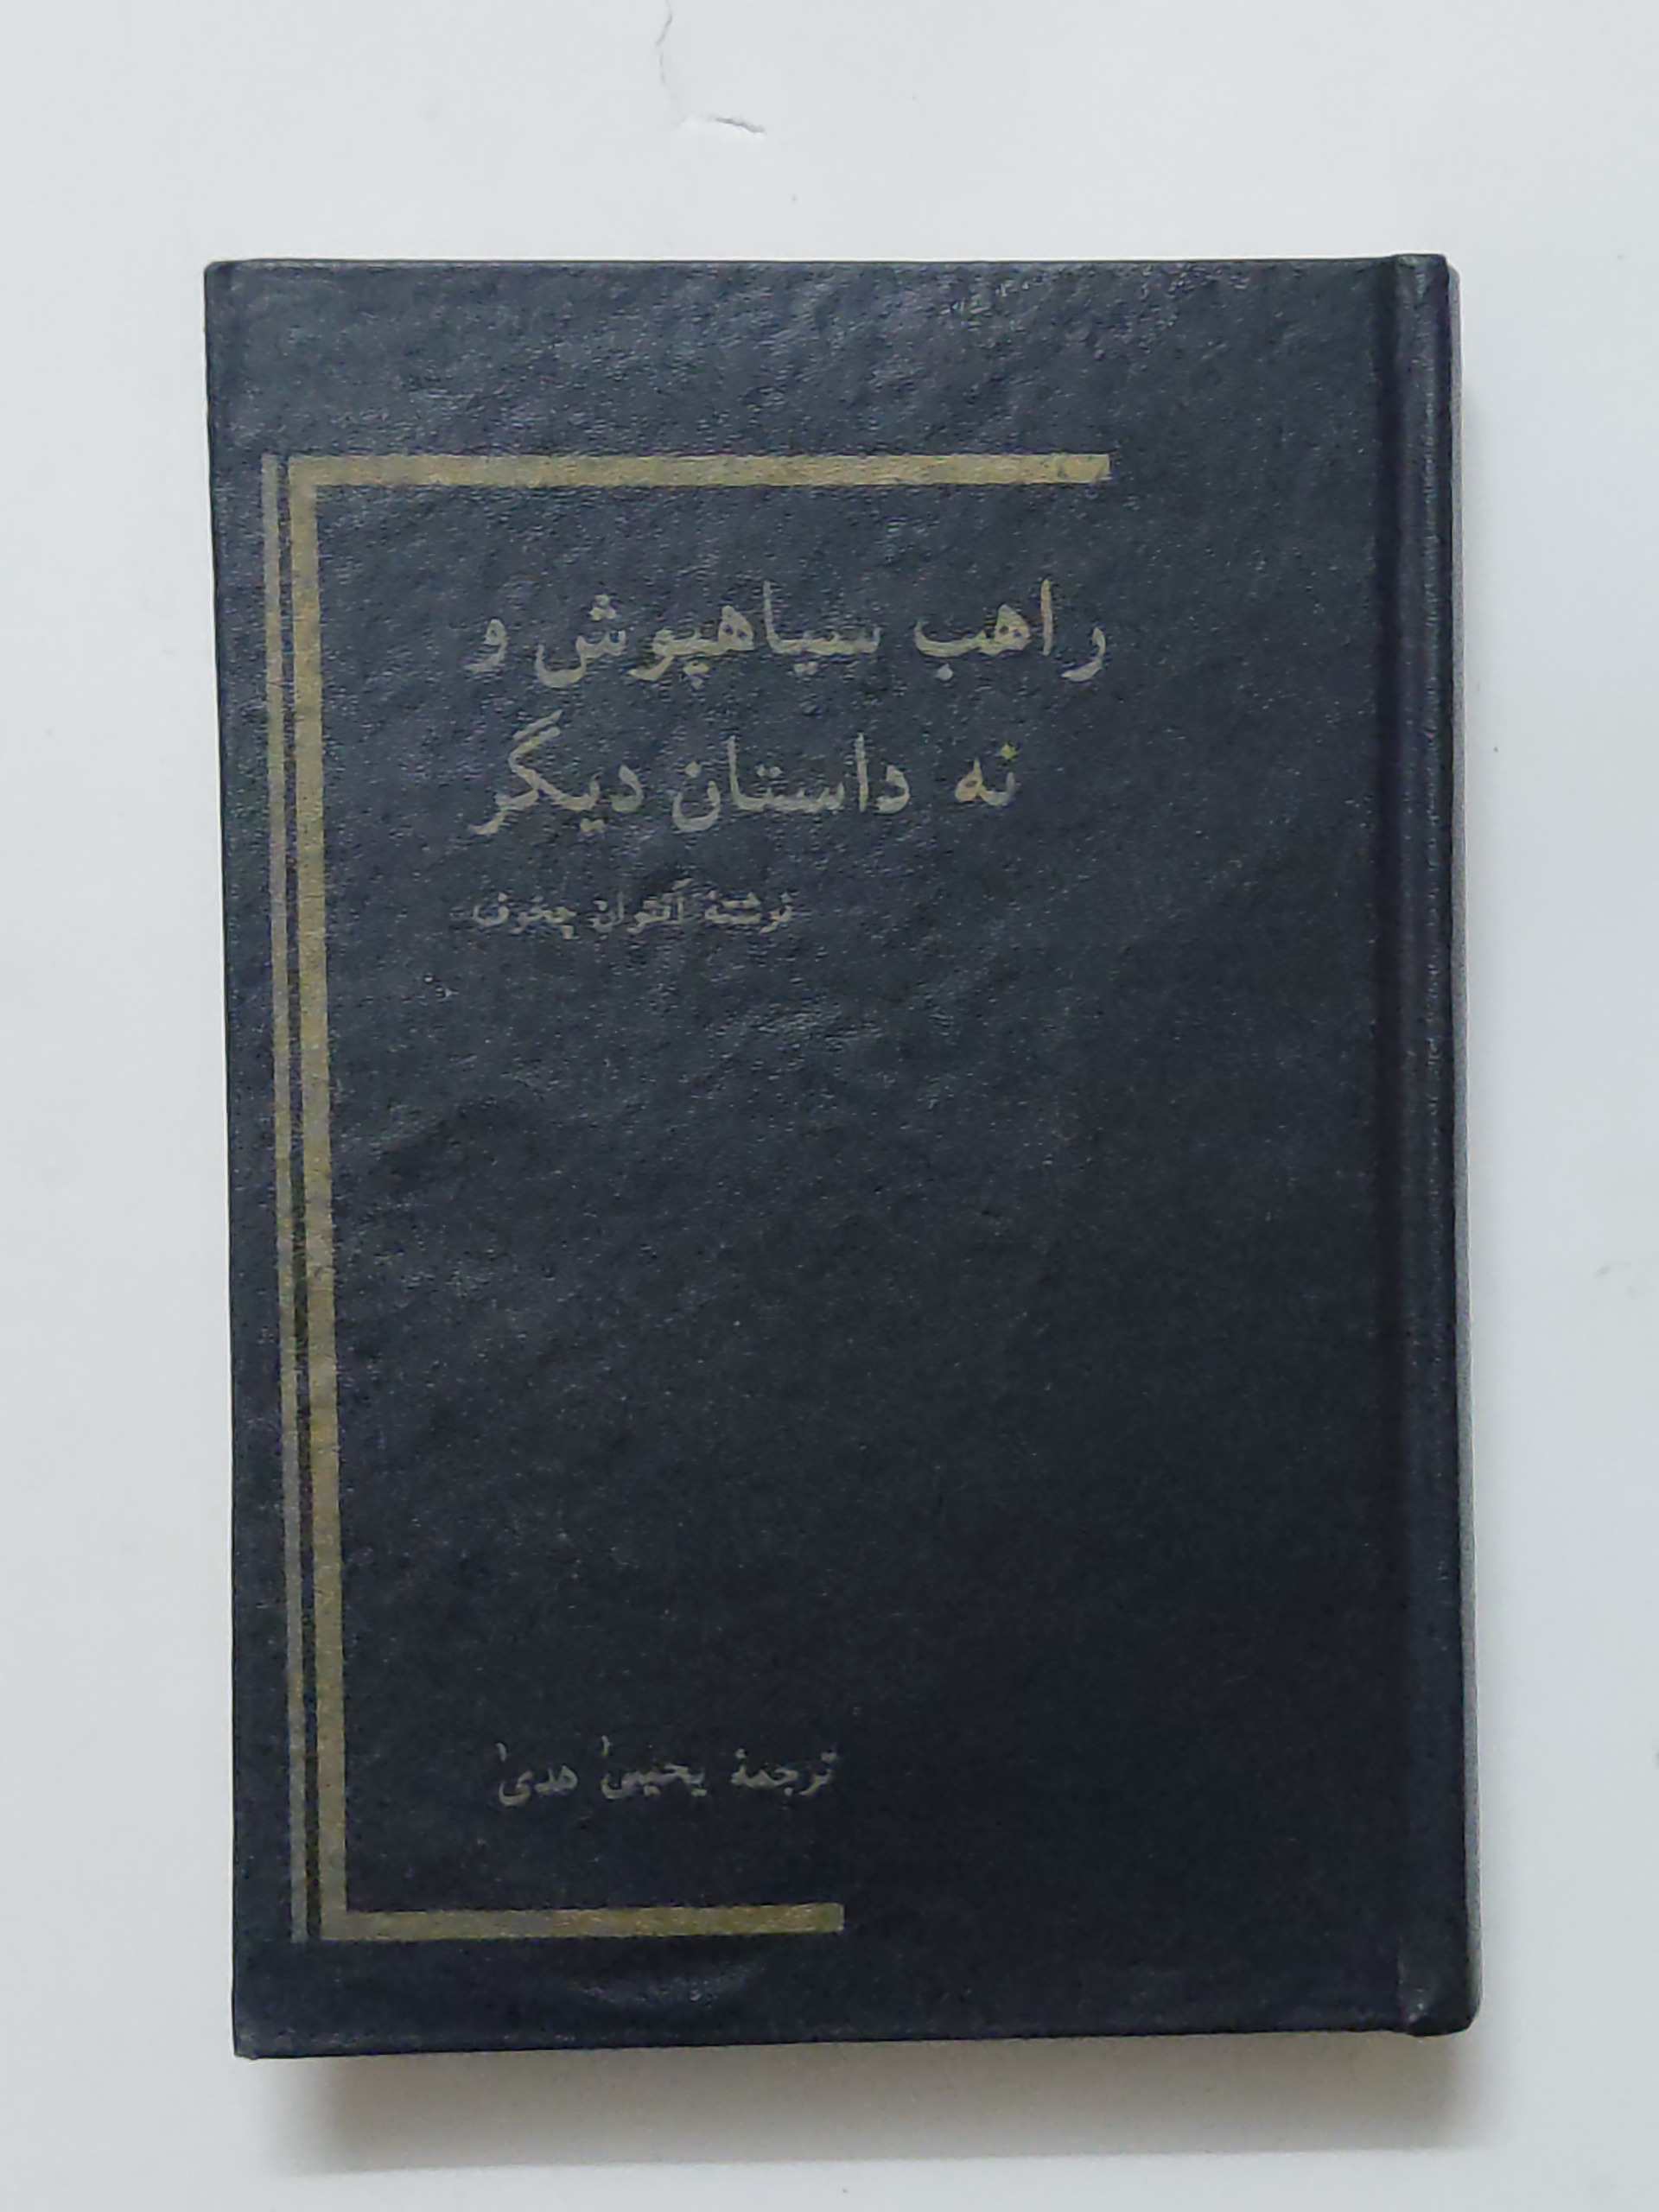 راهب سیاهپوش و
نه داستان دیگر
نوشتهٔ آنتوان چخوف
ترجمهٔ یحییٰ هدیٰ